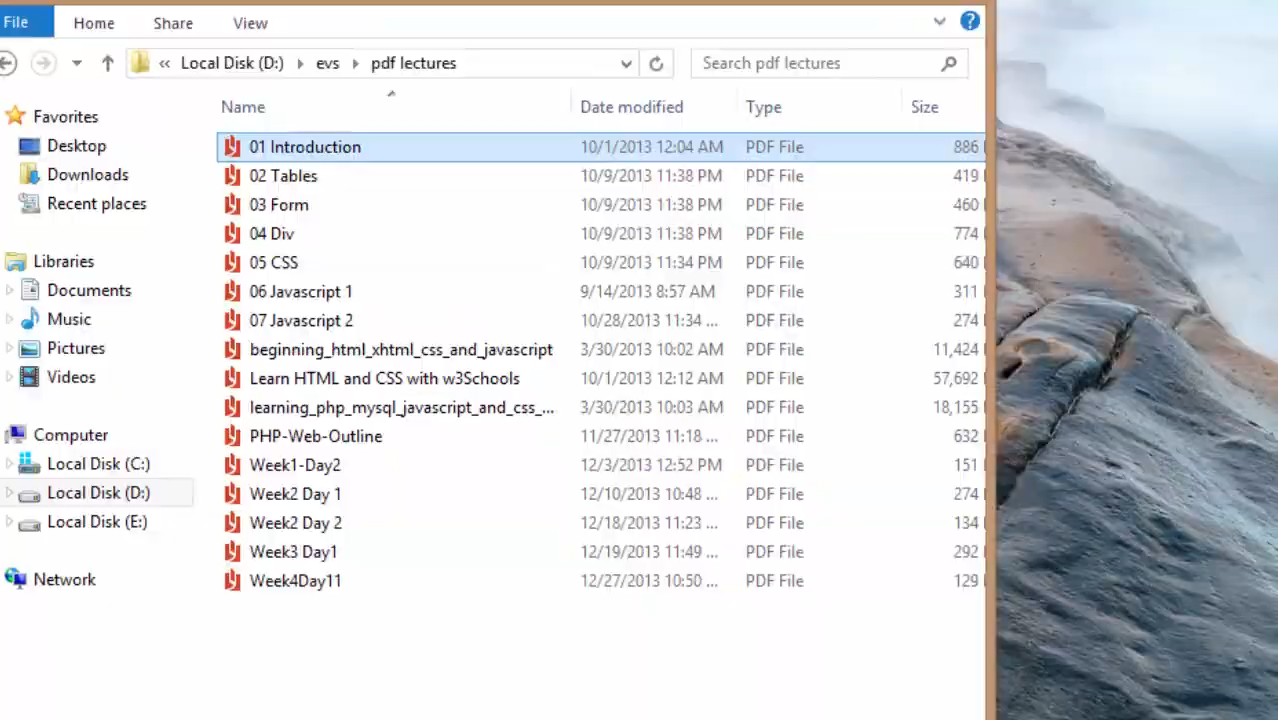 File Home Share View
« Local Disk (D:) evs pdf lectures Search pdf lectures
Name Date modified Type Size
Favorites
Desktop
Downloads
Recent places
Libraries
Documents
Music
Pictures
Videos
Computer
Local Disk (C:)
Local Disk (D:)
Local Disk (E:)
Network
01 Introduction 10/1/2013 12:04 AM PDF File 886
02 Tables 10/9/2013 11:38 PM PDF File 419
03 Form 10/9/2013 11:38 PM PDF File 460
04 Div 10/9/2013 11:38 PM PDF File 774
05 CSS 10/9/2013 11:34 PM PDF File 640
06 Javascript 1 9/14/2013 8:57 AM PDF File 311
07 Javascript 2 10/28/2013 11:34 ... PDF File 274
beginning_html_xhtml_css_and_javascript 3/30/2013 10:02 AM PDF File 11,424
Learn HTML and CSS with w3Schools 10/1/2013 12:12 AM PDF File 57,692
learning_php_mysql_javascript_and_css_... 3/30/2013 10:03 AM PDF File 18,155
PHP-Web-Outline 11/27/2013 11:18 ... PDF File 632
Week1-Day2 12/3/2013 12:52 PM PDF File 151
Week2 Day 1 12/10/2013 10:48 ... PDF File 274
Week2 Day 2 12/18/2013 11:23 ... PDF File 134
Week3 Day1 12/19/2013 11:49 ... PDF File 292
Week4Day11 12/27/2013 10:50 ... PDF File 129